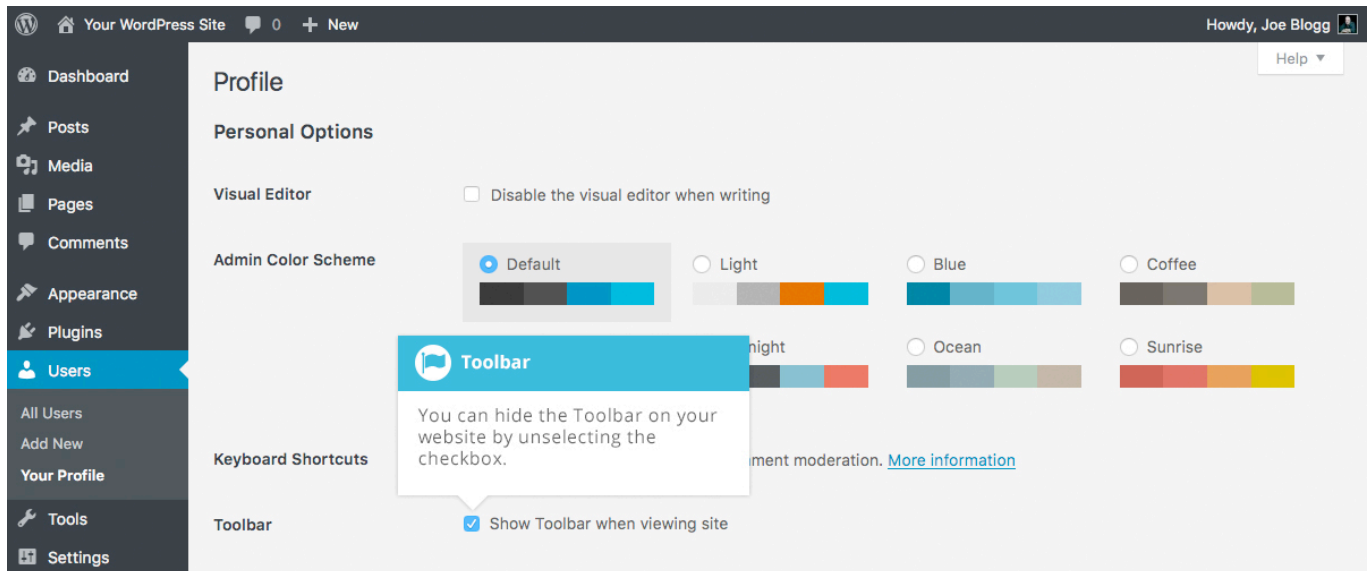 Your WordPress Site 0 + New Howdy, Joe Blogg
Help ▼
Dashboard
Posts
Media
Pages
Comments
Appearance
Plugins
Users
All Users
Add New
Your Profile
Tools
Settings
Profile
Personal Options
Visual Editor Disable the visual editor when writing
Admin Color Scheme Default Light Blue Coffee
night Ocean Sunrise
Toolbar
You can hide the Toolbar on your
website by unselecting the
checkbox.
Keyboard Shortcuts ment moderation. More information
Toolbar Show Toolbar when viewing site